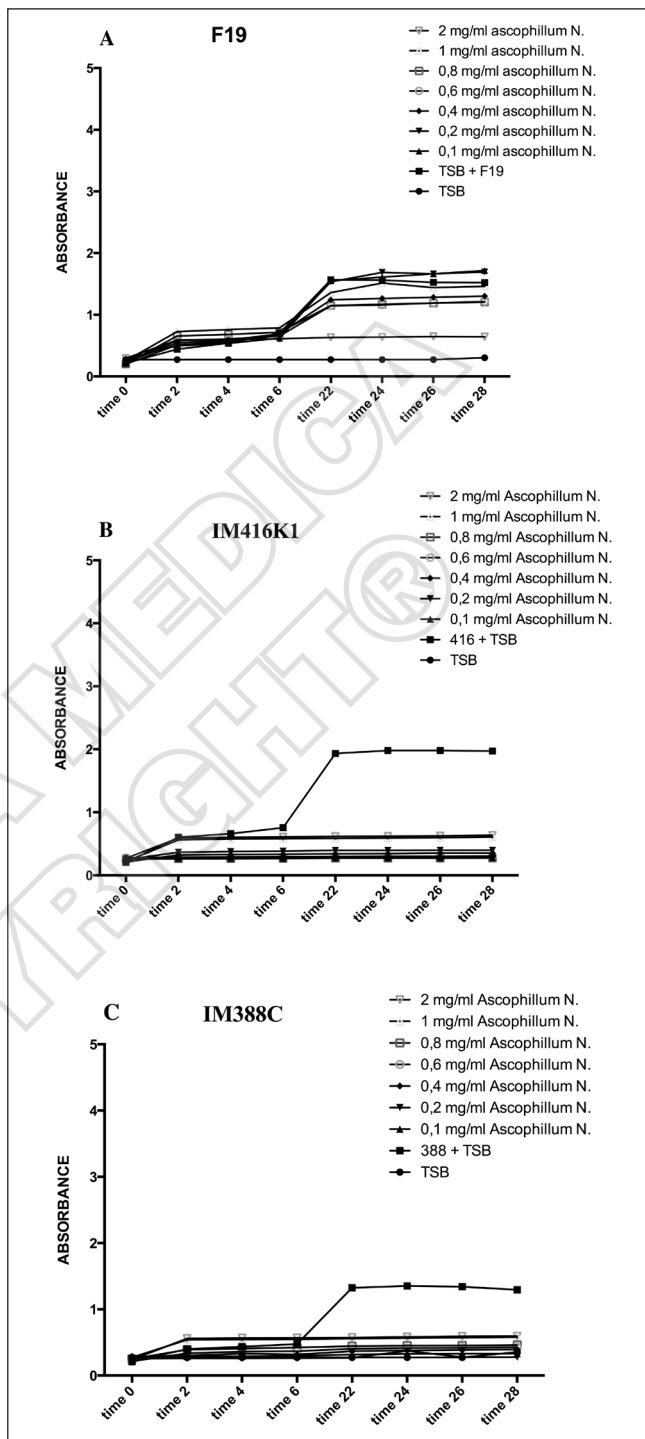 A
F19
2 mg/ml ascophillum N.
1 mg/ml ascophillum N.
0,8 mg/ml ascophillum N.
0,6 mg/ml ascophillum N.
0,4 mg/ml ascophillum N.
0,2 mg/ml ascophillum N.
0,1 mg/ml ascophillum N.
TSB + F19
TSB
ABSORBANCE
5
4
3
2
1
0
time 0
time 2
time 4
time 6
time 22
time 24
time 26
time 28
B
IM416K1
2 mg/ml Ascophillum N.
1 mg/ml Ascophillum N.
0,8 mg/ml Ascophillum N.
0,6 mg/ml Ascophillum N.
0,4 mg/ml Ascophillum N.
0,2 mg/ml Ascophillum N.
0,1 mg/ml Ascophillum N.
416 + TSB
TSB
ABSORBANCE
5
4
3
2
1
0
time 0
time 2
time 4
time 6
time 22
time 24
time 26
time 28
C
IM388C
2 mg/ml Ascophillum N.
1 mg/ml Ascophillum N.
0,8 mg/ml Ascophillum N.
0,6 mg/ml Ascophillum N.
0,4 mg/ml Ascophillum N.
0,2 mg/ml Ascophillum N.
0,1 mg/ml Ascophillum N.
388 + TSB
TSB
ABSORBANCE
5
4
3
2
1
0
time 0
time 2
time 4
time 6
time 22
time 24
time 26
time 28
A MEDICA
YRIGHT®